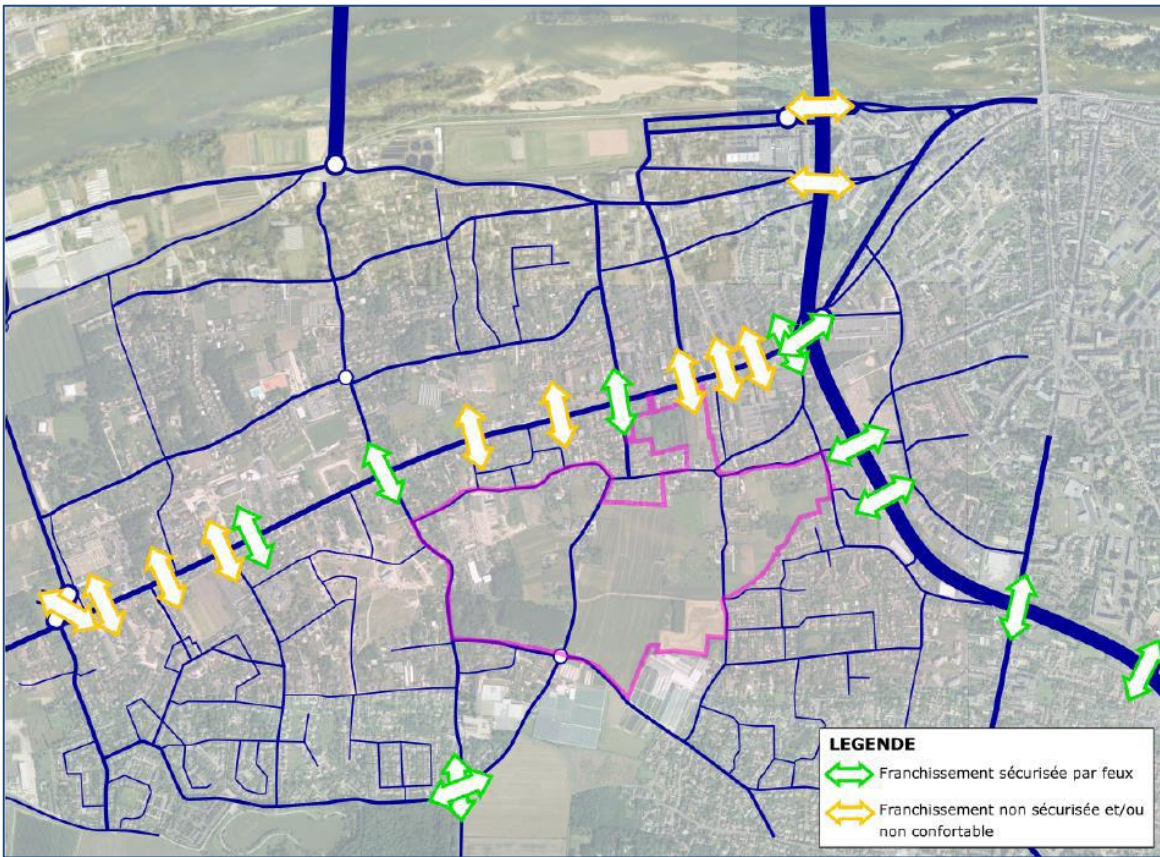 LEGENDE
Franchissement sécurisée par feux
Franchissement non sécurisée et/ou
non confortable